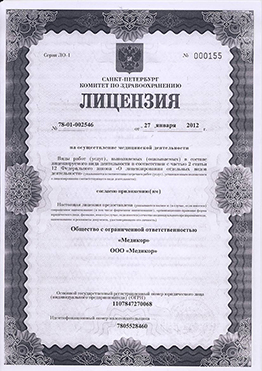 Серия ЛО-1
№ 000155
САНКТ-ПЕТЕРБУРГ
КОМИТЕТ ПО ЗДРАВООХРАНЕНИЮ
ЛИЦЕНЗИЯ
№ 78-01-002546 от « 27 января 2012 г.
на осуществление медицинской деятельности
Виды работ (услуг), выполняемых (оказываемых) в составе
лицензируемого вида деятельности в соответствии с частью 2 статьи
12 Федерального закона «О лицензировании отдельных видов
деятельности»
согласно приложению(ям)
Настоящая лицензия предоставлена
Общество с ограниченной ответственностью
«Медикор»
ООО «Медикор»
Основной государственный регистрационный номер юридического лица
(индивидуального предпринимателя) (ОГРН)
1107847270068
Идентификационный номер налогоплательщика
7805528460